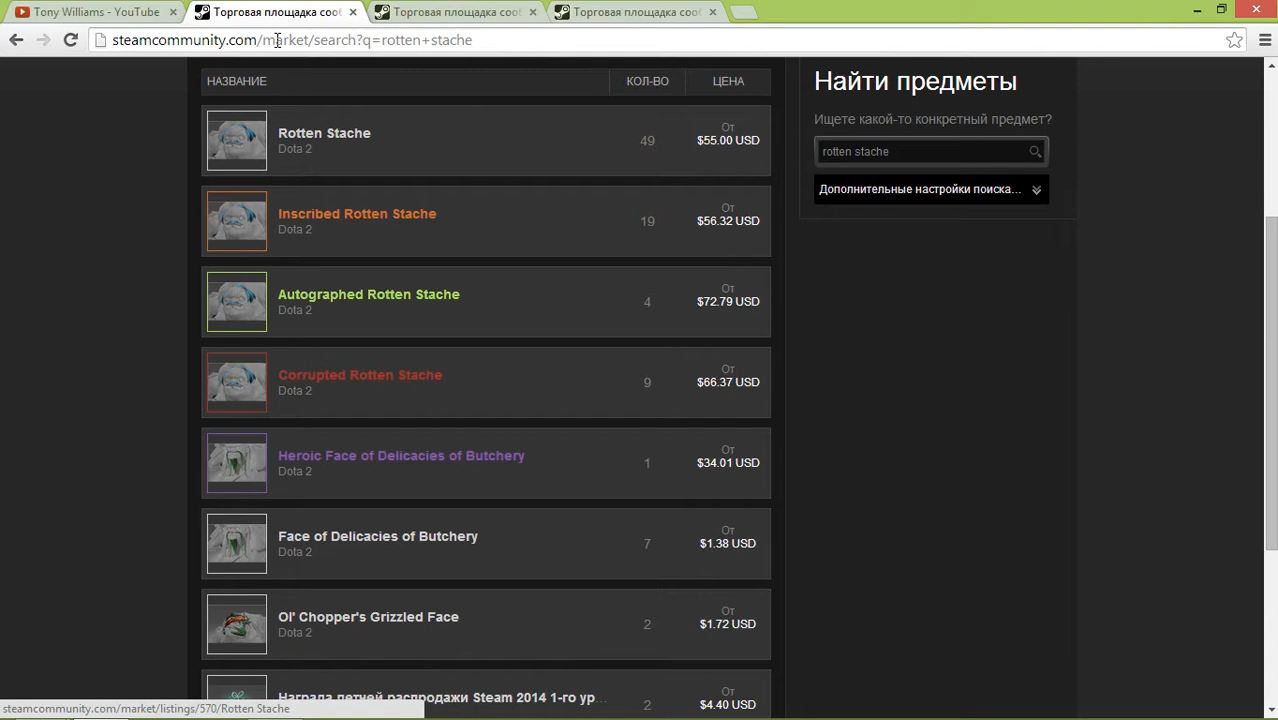 Tony Williams - YouTube
Торговая площадка сооб
Торговая площадка сооб
Торговая площадка сооб
steamcommunity.com/market/search?q=rotten+stache
НАЗВАНИЕ
КОЛ-ВО
ЦЕНА
Rotten Stache
Dota 2
49
От
$55.00 USD
Inscribed Rotten Stache
Dota 2
19
От
$56.32 USD
Autographed Rotten Stache
Dota 2
4
От
$72.79 USD
Corrupted Rotten Stache
Dota 2
9
От
$66.37 USD
Heroic Face of Delicacies of Butchery
Dota 2
1
От
$34.01 USD
Face of Delicacies of Butchery
Dota 2
7
От
$1.38 USD
Ol' Chopper's Grizzled Face
Dota 2
2
От
$1.72 USD
Награда летней распродажи Steam 2014 1-го ур...
2
От
$4.40 USD
Найти предметы
Ищете какой-то конкретный предмет?
rotten stache
Дополнительные настройки поиска...
steamcommunity.com/market/listings/570/Rotten Stache